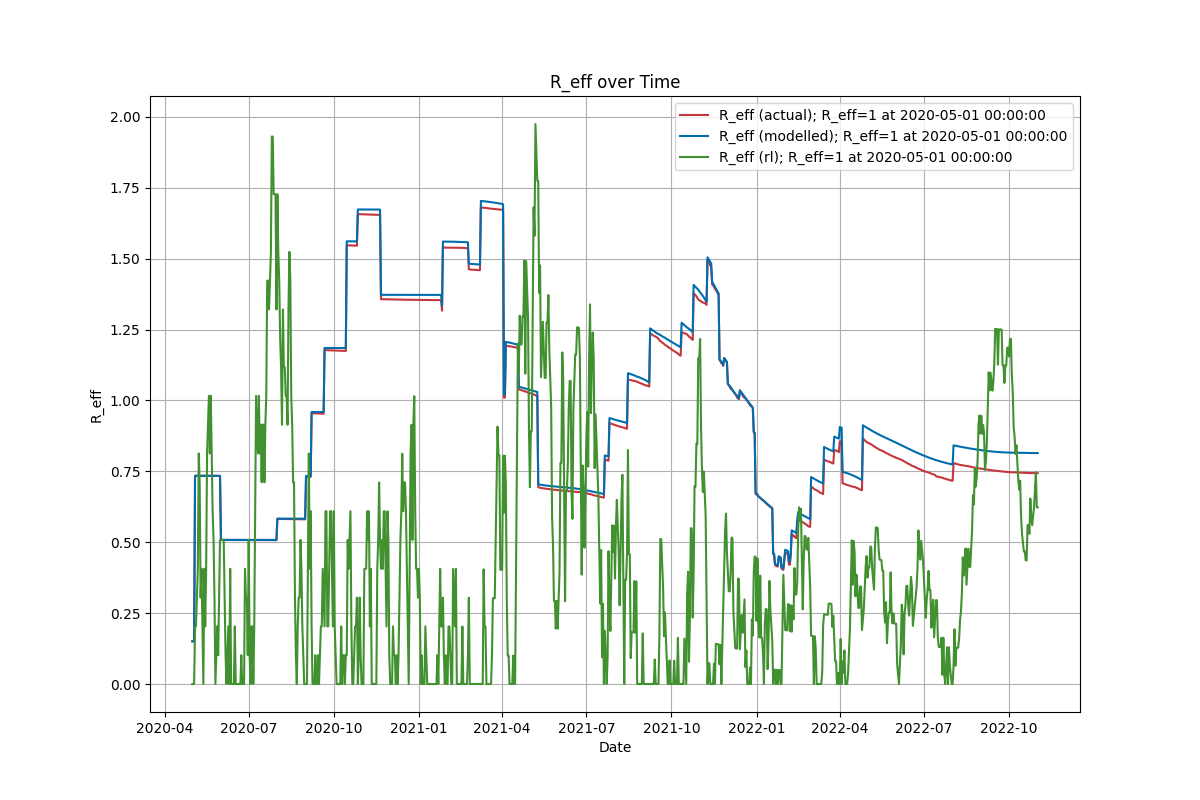 R_eff over Time
R_eff (actual); R_eff=1 at 2020-05-01 00:00:00
R_eff (modelled); R_eff=1 at 2020-05-01 00:00:00
R_eff (rl); R_eff=1 at 2020-05-01 00:00:00
2.00
1.75
1.50
1.25
1.00
0.75
0.50
0.25
0.00
R_eff
2020-04 2020-07 2020-10 2021-01 2021-04 2021-07 2021-10 2022-01 2022-04 2022-07 2022-10
Date